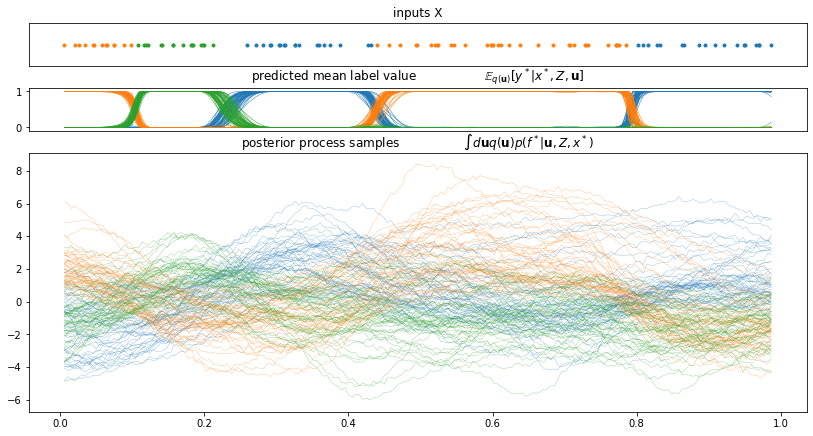 inputs X
predicted mean label value 𝔼_{q(𝐮)}[y*|x*, Z, 𝐮]
1
0
posterior process samples ∫d𝐮q(𝐮)p(f*|𝐮, Z, x*)
8
6
4
2
0
−2
−4
−6
0.0 0.2 0.4 0.6 0.8 1.0